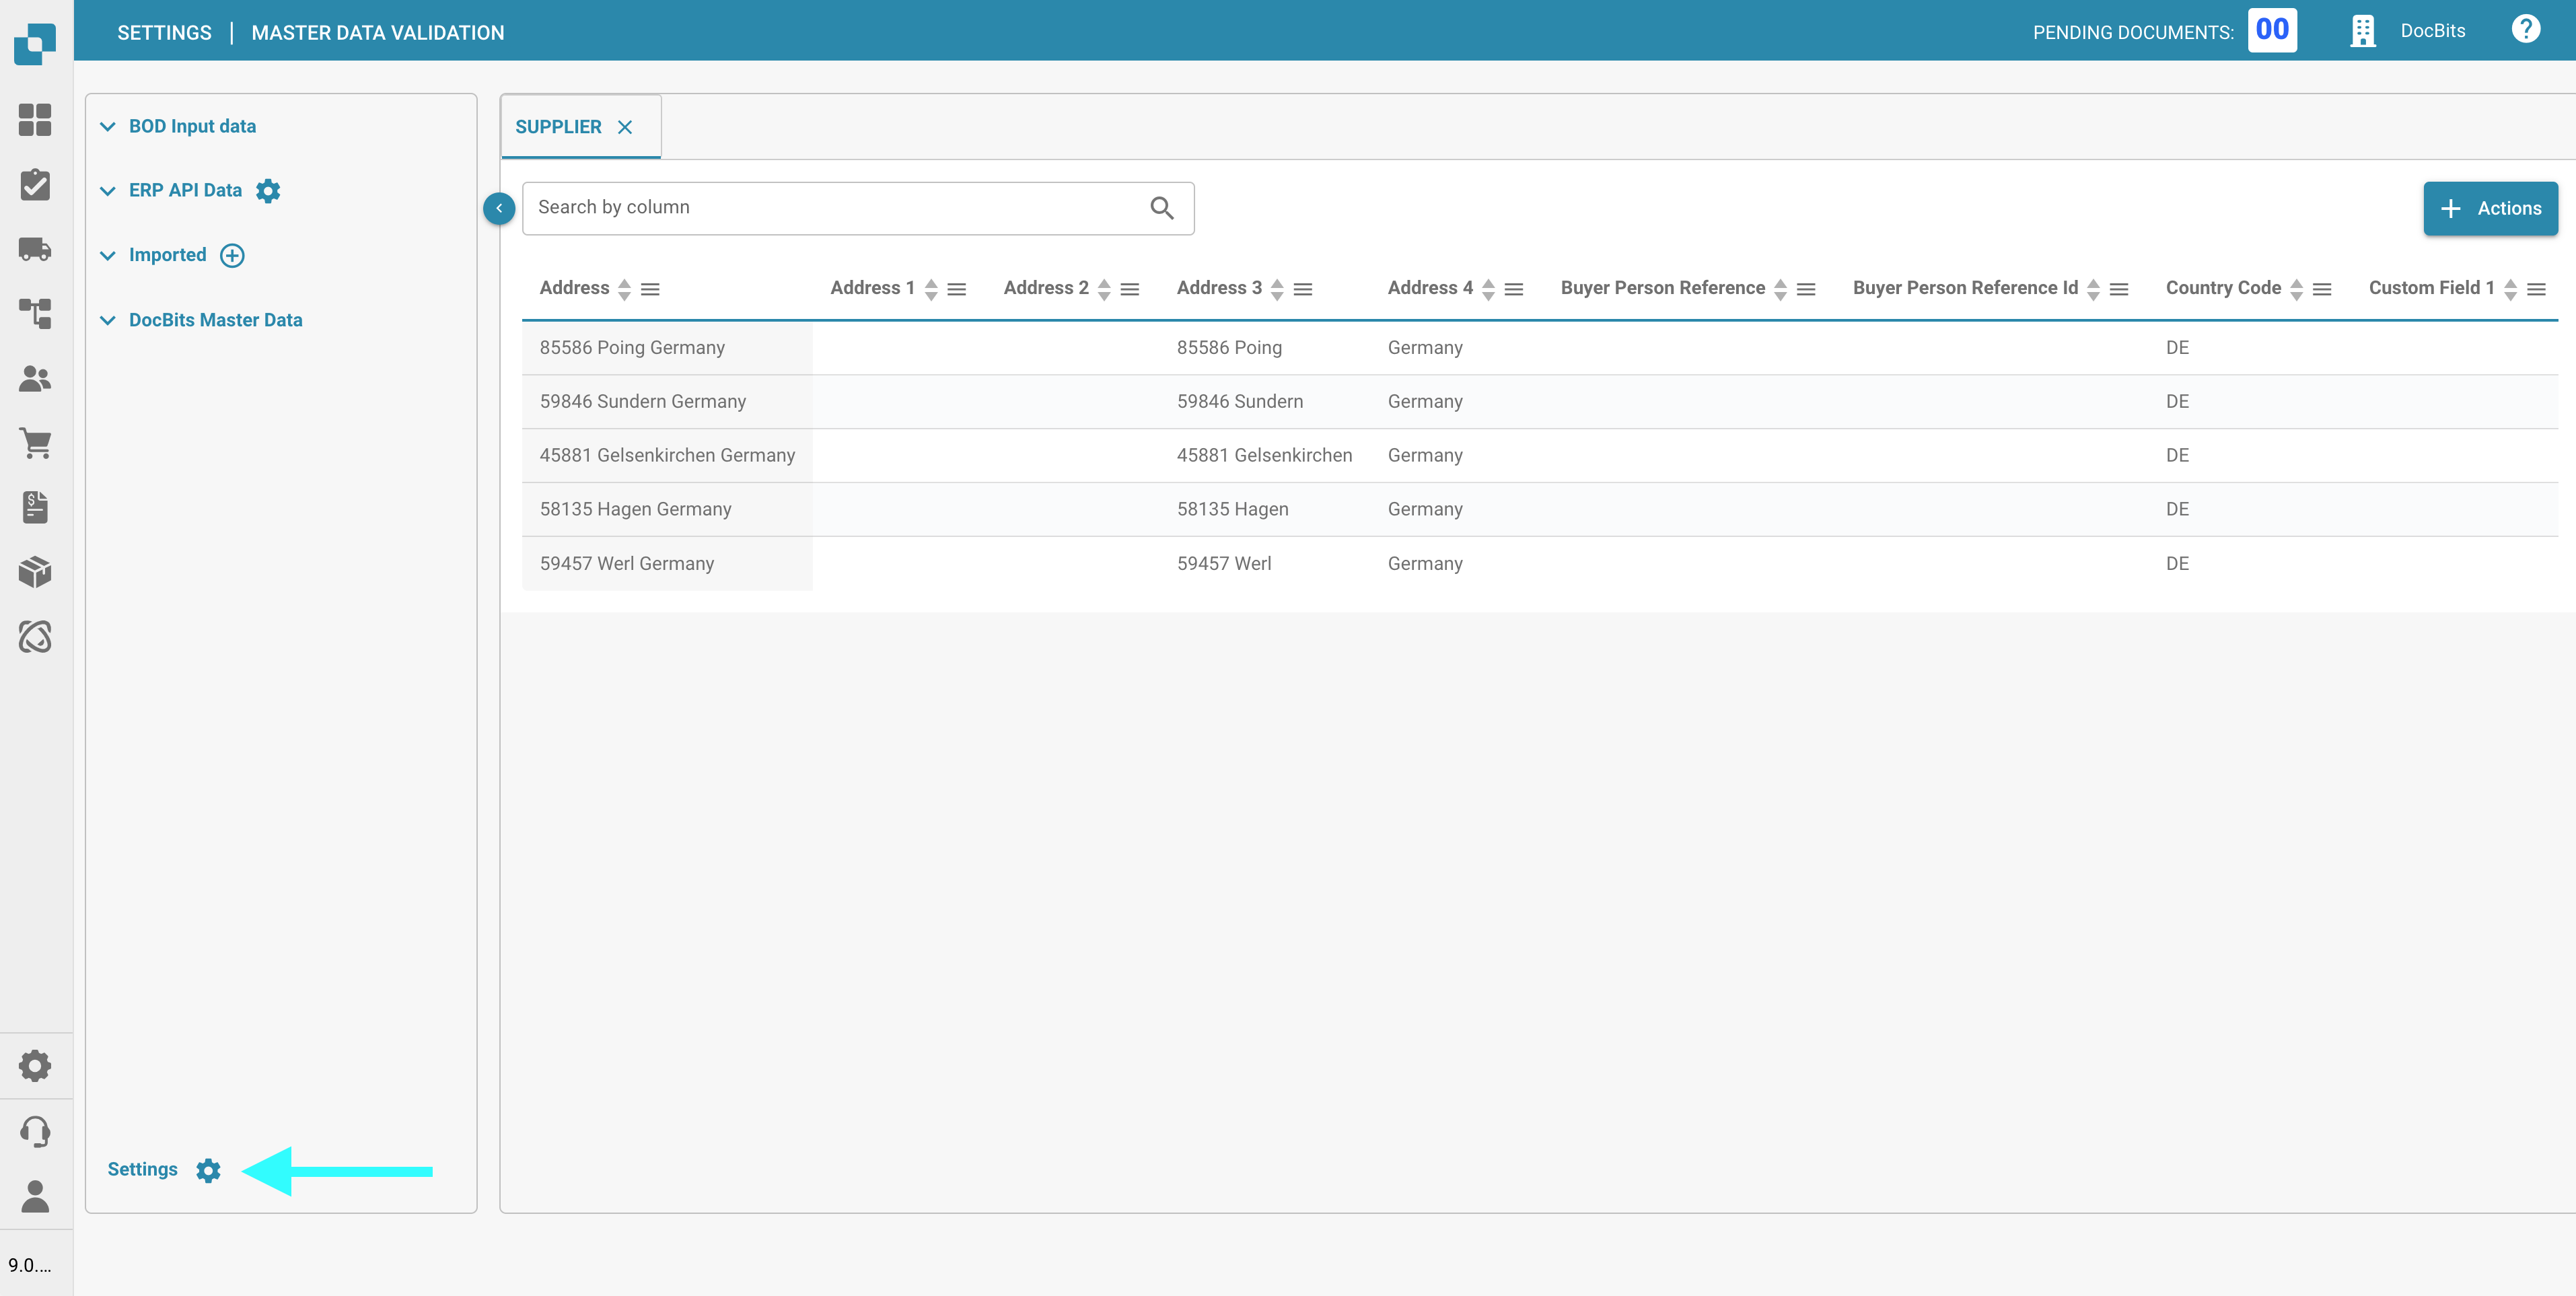 SETTINGS | MASTER DATA VALIDATION
PENDING DOCUMENTS: 00 DocBits ?
BOD Input data
ERP API Data
Imported
DocBits Master Data
Settings
9.0....
SUPPLIER
Search by column
Actions
Address Address 1 Address 2 Address 3 Address 4 Buyer Person Reference Buyer Person Reference Id Country Code Custom Field 1
85586 Poing Germany 85586 Poing Germany DE
59846 Sundern Germany 59846 Sundern Germany DE
45881 Gelsenkirchen Germany 45881 Gelsenkirchen Germany DE
58135 Hagen Germany 58135 Hagen Germany DE
59457 Werl Germany 59457 Werl Germany DE